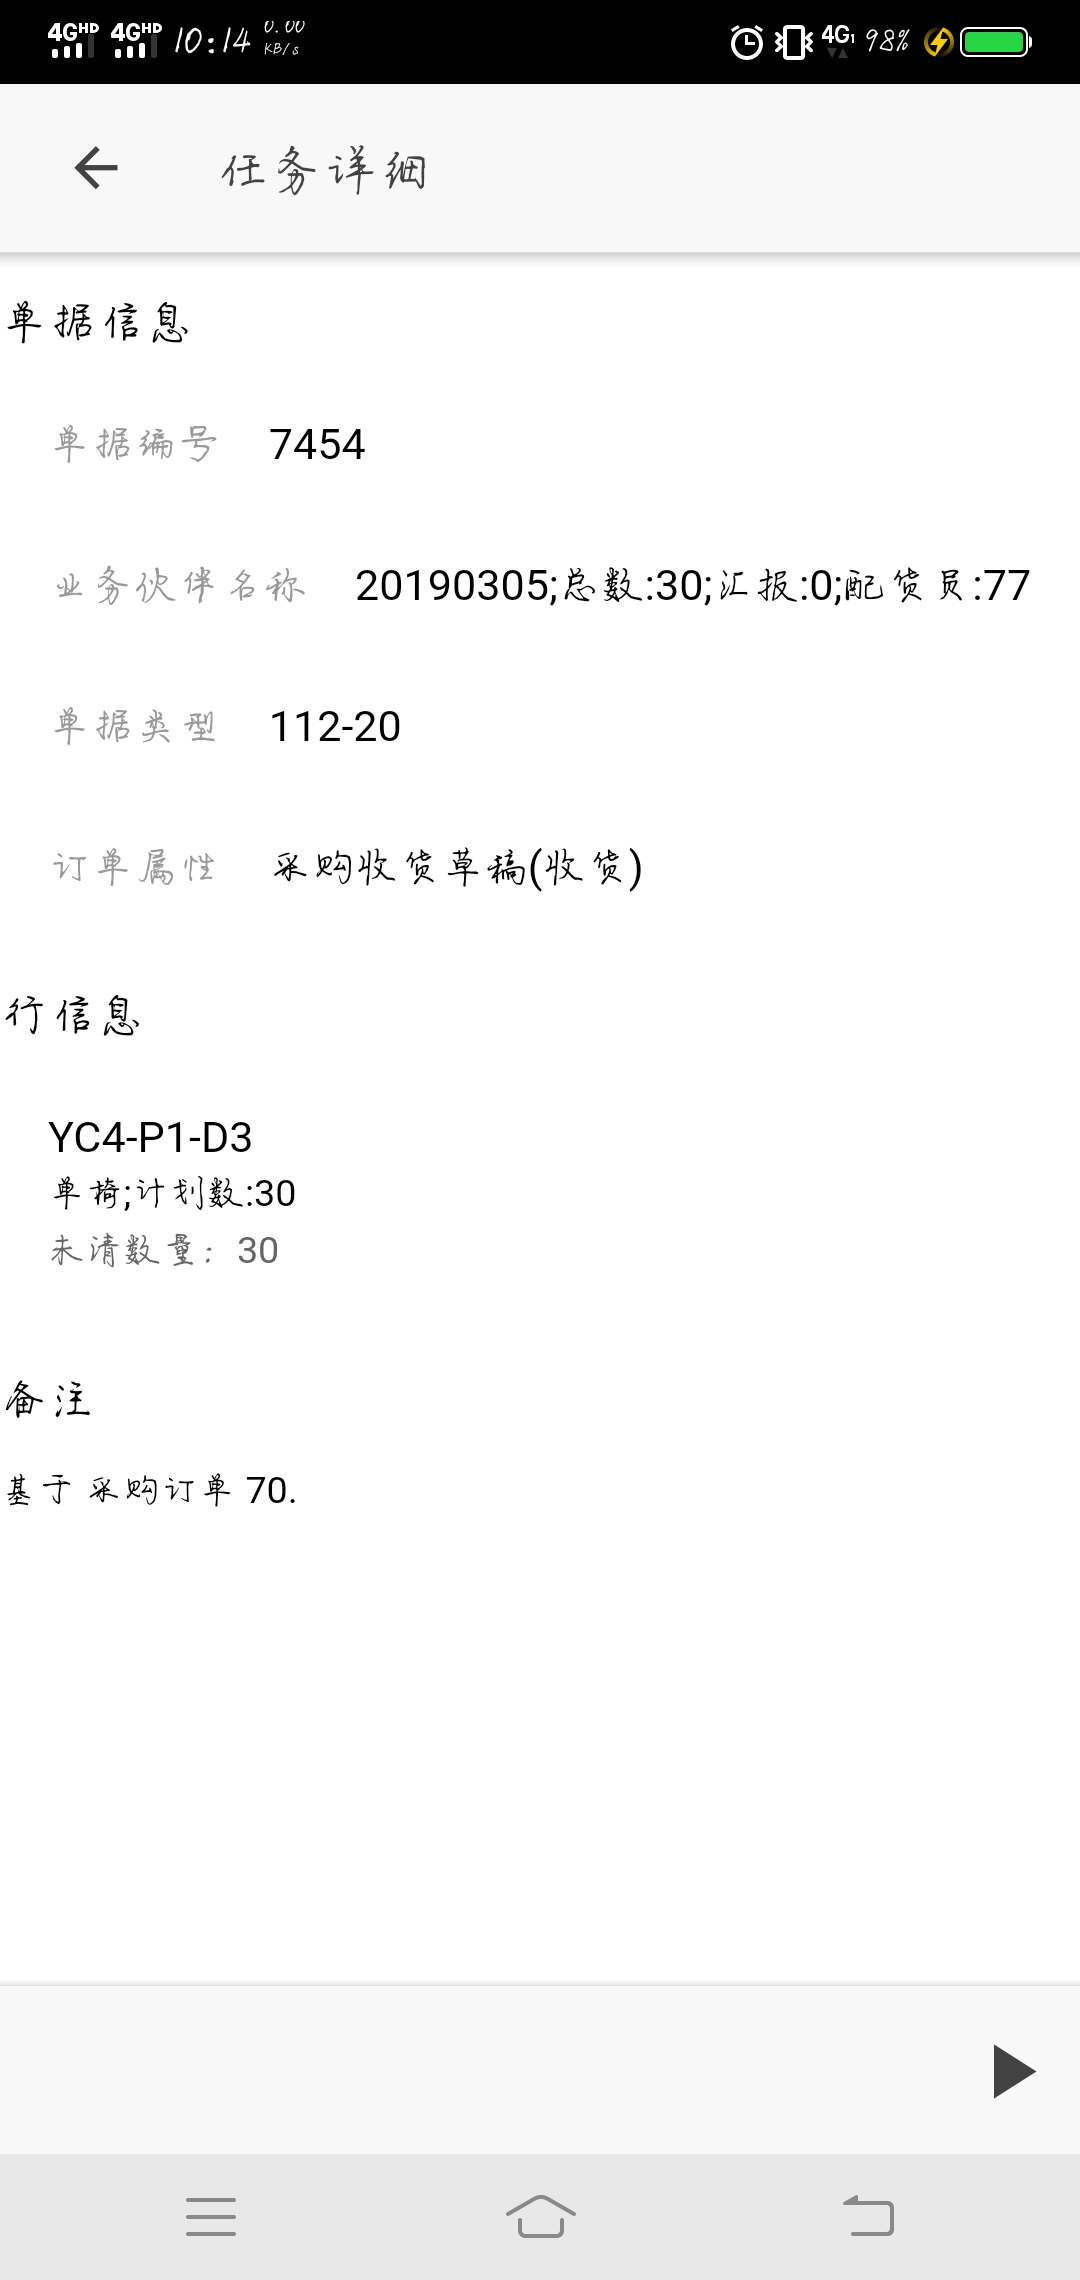 4GHD 4GHD 10:14 0.00 KB/s 4G1 98%
任务详细
单据信息
单据编号 7454
业务伙伴名称 20190305;总数:30;汇报:0;配货员:77
单据类型 112-20
订单属性 采购收货草稿(收货)
行信息
YC4-P1-D3
单椅;计划数:30
未清数量: 30
备注
基于 采购订单 70.